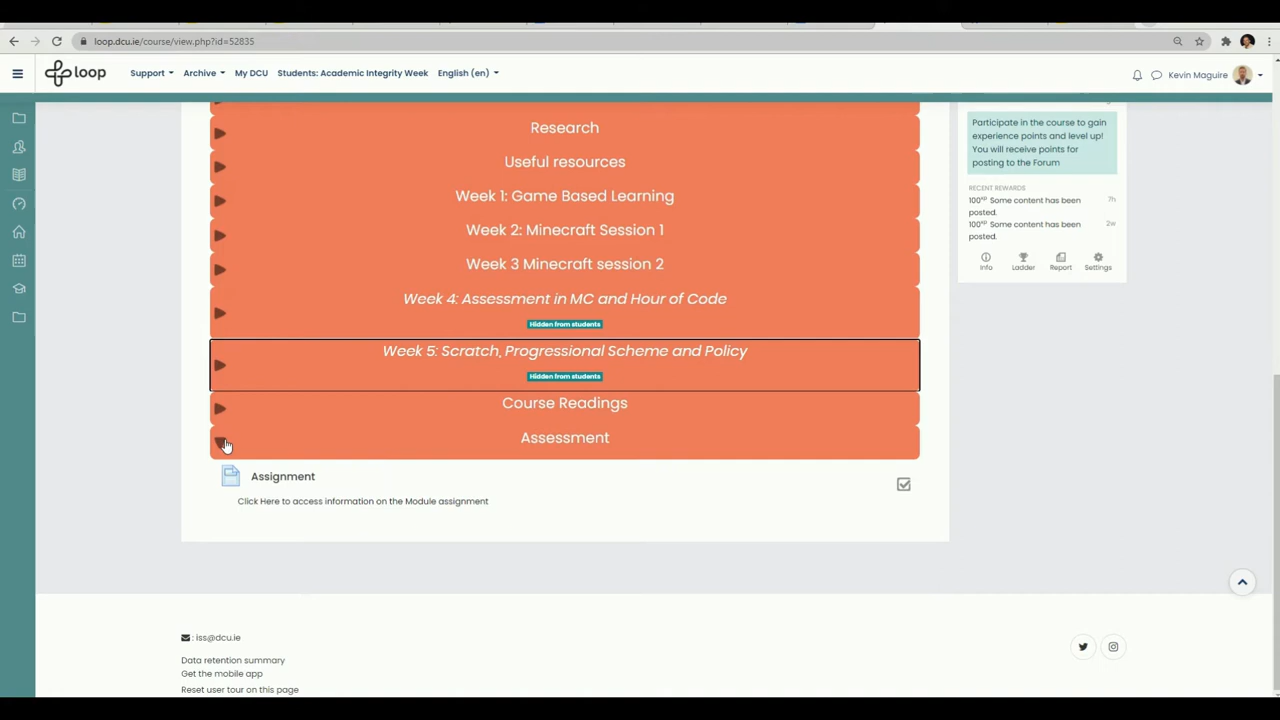 loop.dcu.ie/course/view.php?id=52835
loop
Support
Archive
My DCU
Students: Academic Integrity Week
English (en)
Kevin Maguire
Research
Useful resources
Week 1: Game Based Learning
Week 2: Minecraft Session 1
Week 3 Minecraft session 2
Week 4: Assessment in MC and Hour of Code
Hidden from students
Week 5: Scratch, Progressional Scheme and Policy
Hidden from students
Course Readings
Assessment
Assignment
Click Here to access information on the Module assignment
Participate in the course to gain
experience points and level up!
You will receive points for
posting to the Forum
RECENT REWARDS
100xp Some content has been
posted.
7h
100xp Some content has been
posted.
2w
Info
Ladder
Report
Settings
: iss@dcu.ie
Data retention summary
Get the mobile app
Reset user tour on this page